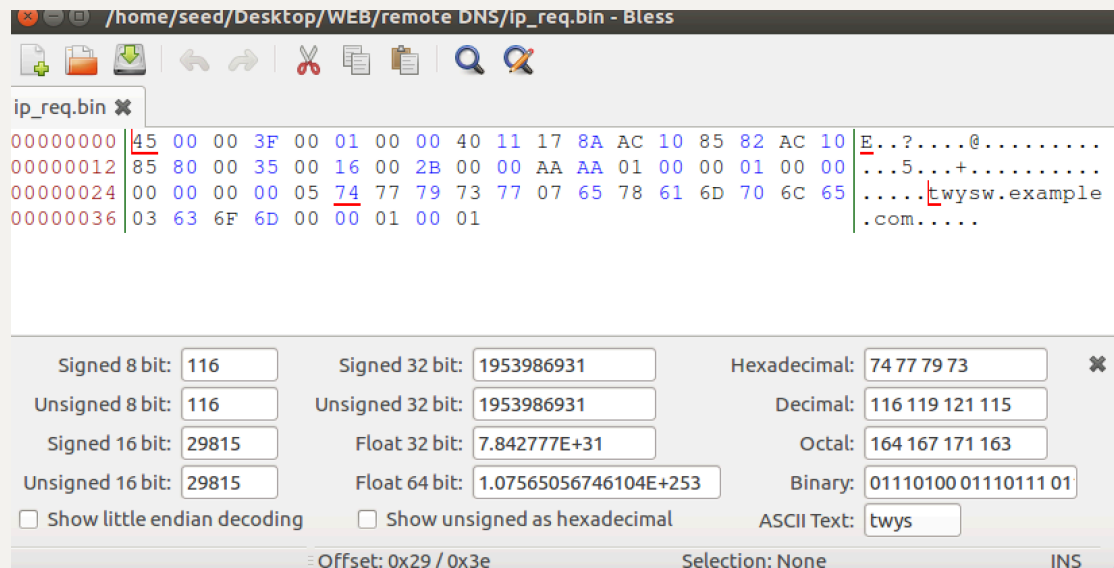 /home/seed/Desktop/WEB/remote DNS/ip_req.bin - Bless
ip_req.bin ✖
00000000 45 00 00 3F 00 01 00 00 40 11 17 8A AC 10 85 82 AC 10 E..?....@.........
00000012 85 80 00 35 00 16 00 2B 00 00 AA AA 01 00 00 01 00 00 ...5...+..........
00000024 00 00 00 00 05 74 77 79 73 77 07 65 78 61 6D 70 6C 65 .....twysw.example
00000036 03 63 6F 6D 00 00 01 00 01 .com.....
Signed 8 bit: 116 Signed 32 bit: 1953986931 Hexadecimal: 74 77 79 73
Unsigned 8 bit: 116 Unsigned 32 bit: 1953986931 Decimal: 116 119 121 115
Signed 16 bit: 29815 Float 32 bit: 7.842777E+31 Octal: 164 167 171 163
Unsigned 16 bit: 29815 Float 64 bit: 1.07565056746104E+253 Binary: 01110100 01110111 01
Show little endian decoding Show unsigned as hexadecimal ASCII Text: twys
Offset: 0x29 / 0x3e Selection: None INS